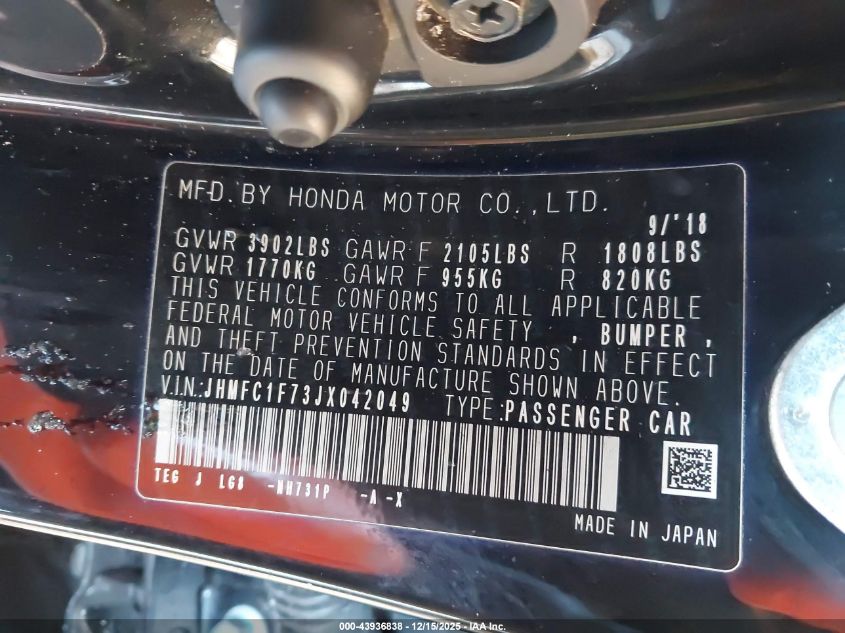 MFD. BY HONDA MOTOR CO., LTD.
9/'18
GVWR 3902LBS GAWR F 2105LBS R 1808LBS
GVWR 1770KG GAWR F 955KG R 820KG
THIS VEHICLE CONFORMS TO ALL APPLICABLE
FEDERAL MOTOR VEHICLE SAFETY , BUMPER ,
AND THEFT PREVENTION STANDARDS IN EFFECT
ON THE DATE OF MANUFACTURE SHOWN ABOVE.
V.I.N.:JHMFC1F73JX042049 TYPE:PASSENGER CAR
TEG J LG8 -NH731P -A -X
MADE IN JAPAN
000-43936838 - 12/15/2025 - IAA Inc.